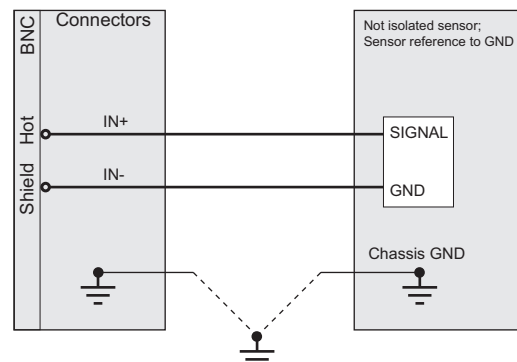 BNC
Connectors
Not isolated sensor;
Sensor reference to GND
Hot
IN+
SIGNAL
Shield
IN-
GND
Chassis GND